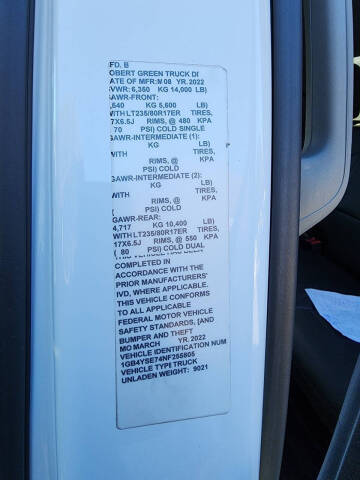 FD. B
OBERT GREEN TRUCK DI
ATE OF MFR: M 08 YR. 2022
VWR: 6,350 KG 14,000 LB)
AWR-FRONT:
,540 KG 5,600 LB)
WITH LT235/80R17ER TIRES,
7X6.5J RIMS, @ 480 KPA
70 PSI) COLD SINGLE
GAWR-INTERMEDIATE (1):
KG LB)
WITH TIRES,
RIMS, @ KPA
PSI) COLD
GAWR-INTERMEDIATE (2):
KG LB)
WITH TIRES,
RIMS, @ KPA
( PSI) COLD
GAWR-REAR:
4,717 KG 10,400 LB)
WITH LT235/80R17ER TIRES,
17X6.5J RIMS, @ 550 KPA
( 80 PSI) COLD DUAL
THIS VEHICLE HAS BEEN
COMPLETED IN
ACCORDANCE WITH THE
PRIOR MANUFACTURERS'
IVD, WHERE APPLICABLE.
THIS VEHICLE CONFORMS
TO ALL APPLICABLE
FEDERAL MOTOR VEHICLE
SAFETY STANDARDS, [AND
BUMPER AND THEFT
MO MARCH YR. 2022
VEHICLE IDENTIFICATION NUM
1GB4YSE74NF255805
VEHICLE TYPE TRUCK
UNLADEN WEIGHT: 9021